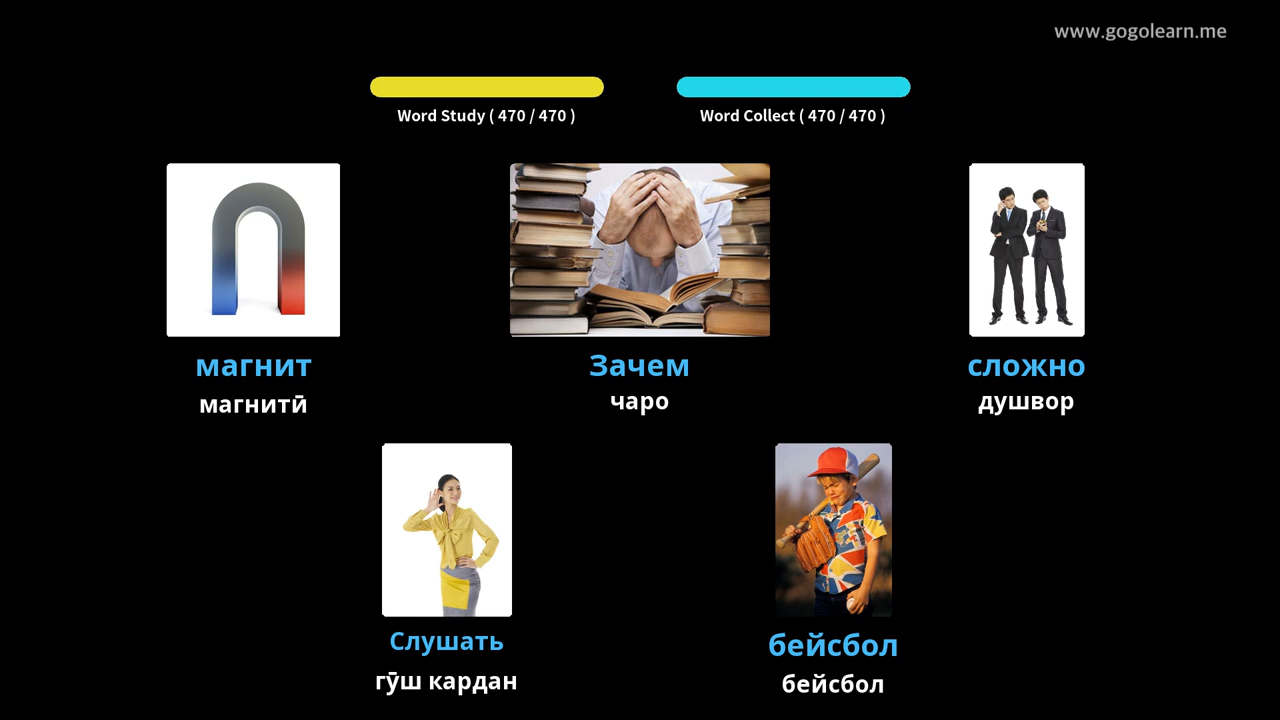 www.gogolearn.me
Word Study ( 470 / 470 )
Word Collect ( 470 / 470 )
магнит
магнитӣ
Зачем
чаро
сложно
душвор
Слушать
гӯш кардан
бейсбол
бейсбол